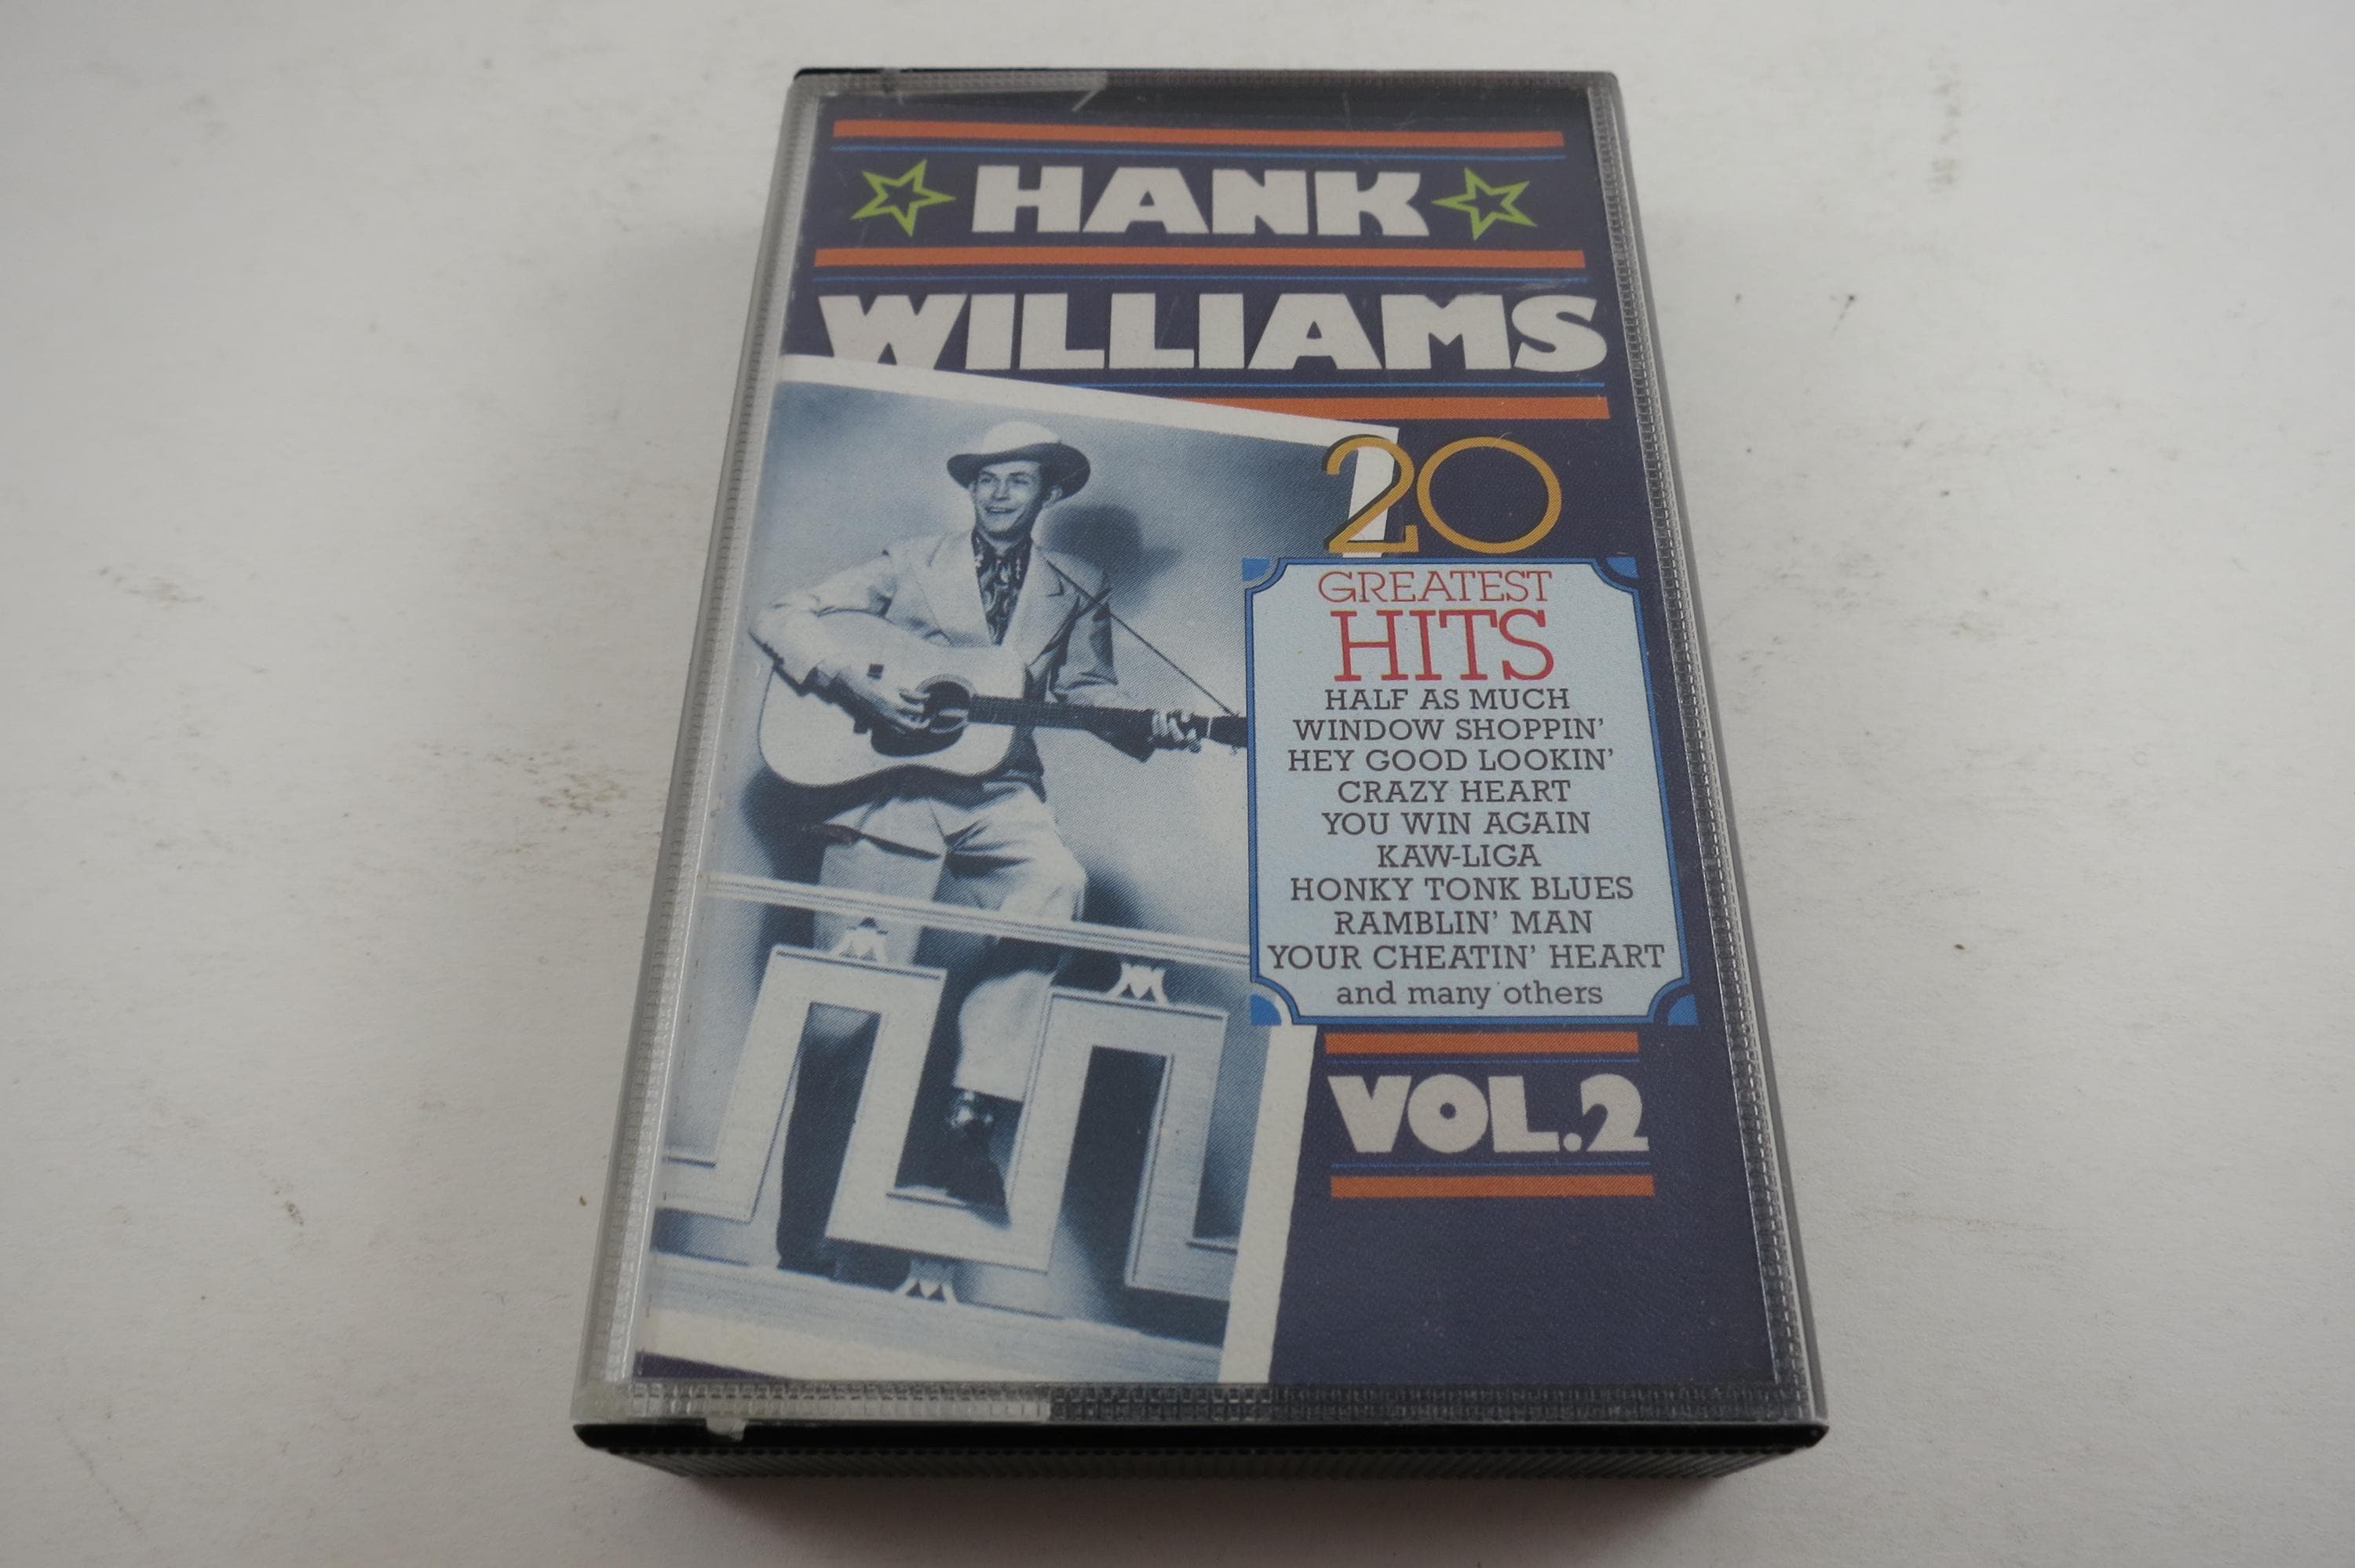 HANK
WILLIAMS
20
GREATEST
HITS
HALF AS MUCH
WINDOW SHOPPIN'
HEY GOOD LOOKIN'
CRAZY HEART
YOU WIN AGAIN
KAW-LIGA
HONKY TONK BLUES
RAMBLIN' MAN
YOUR CHEATIN' HEART
and many others
VOL.2